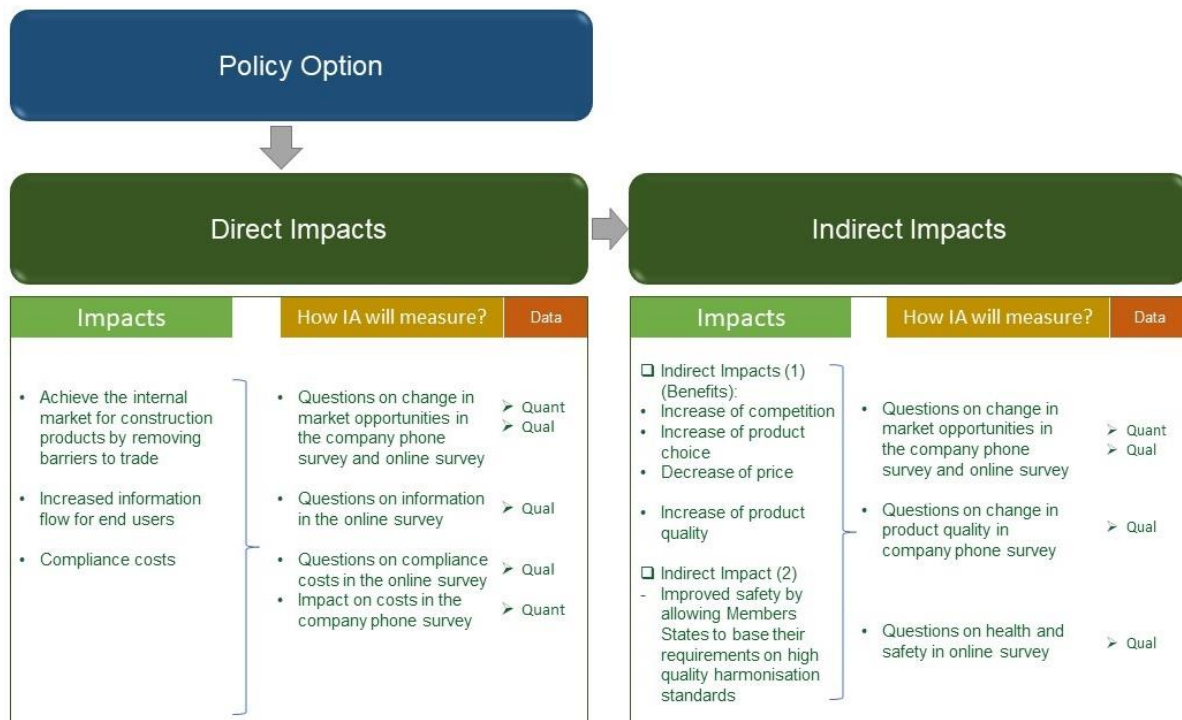 Policy Option
Direct Impacts
Indirect Impacts
Impacts
How IA will measure?
Data
• Achieve the internal
market for construction
products by removing
barriers to trade
• Increased information
flow for end users
• Compliance costs
• Questions on change in
market opportunities in
the company phone
survey and online survey
• Questions on information
in the online survey
• Questions on compliance
costs in the online survey
• Impact on costs in the
company phone survey
➢ Quant
➢ Qual
➢ Qual
➢ Qual
➢ Quant
Impacts
How IA will measure?
Data
❑ Indirect Impacts (1)
(Benefits):
• Increase of competition
• Increase of product
choice
• Decrease of price
• Increase of product
quality
❑ Indirect Impact (2)
- Improved safety by
allowing Members
States to base their
requirements on high
quality harmonisation
standards
• Questions on change in
market opportunities in
the company phone
survey and online survey
• Questions on change in
product quality in
company phone survey
• Questions on health and
safety in online survey
➢ Quant
➢ Qual
➢ Qual
➢ Qual